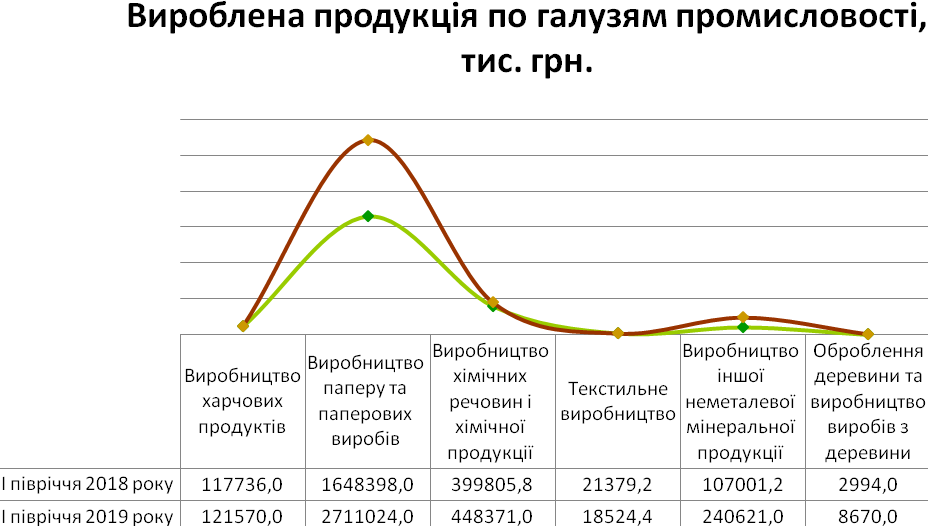 Вироблена продукція по галузям промисловості,
тис. грн.
Виробництво
харчових
продуктів
Виробництво
паперу та
паперових
виробів
Виробництво
хімічних
речовин і
хімічної
продукції
Текстильне
виробництво
Виробництво
іншої
неметалевої
мінеральної
продукції
Оброблення
деревини та
виробництво
виробів з
деревини
І півріччя 2018 року 117736,0 1648398,0 399805,8 21379,2 107001,2 2994,0
І півріччя 2019 року 121570,0 2711024,0 448371,0 18524,4 240621,0 8670,0